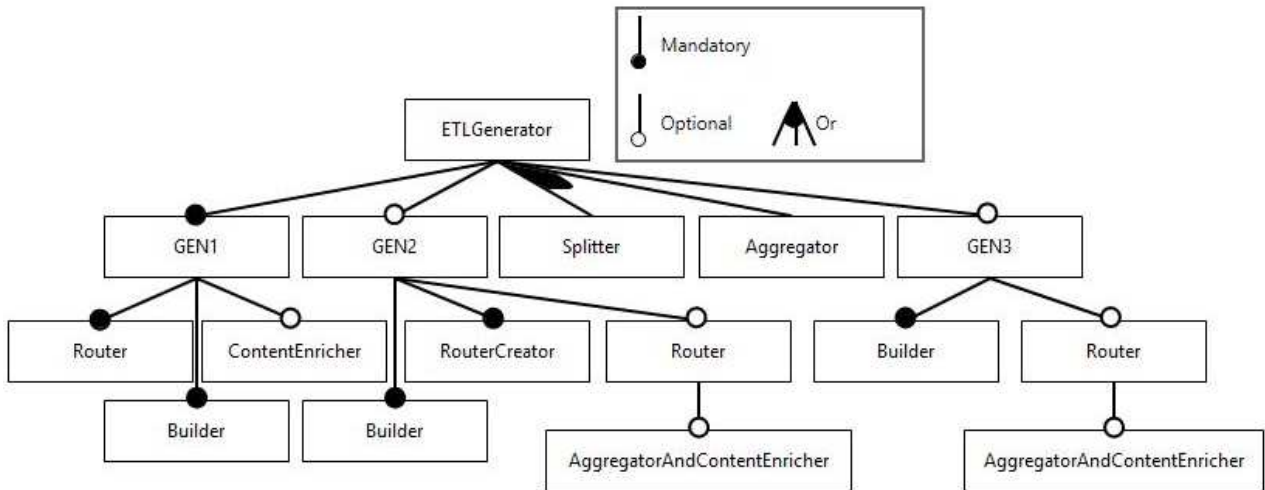 Mandatory
Optional
Or
ETLGenerator
GEN1
GEN2
Splitter
Aggregator
GEN3
Router
ContentEnricher
RouterCreator
Router
Builder
Router
Builder
Builder
AggregatorAndContentEnricher
AggregatorAndContentEnricher